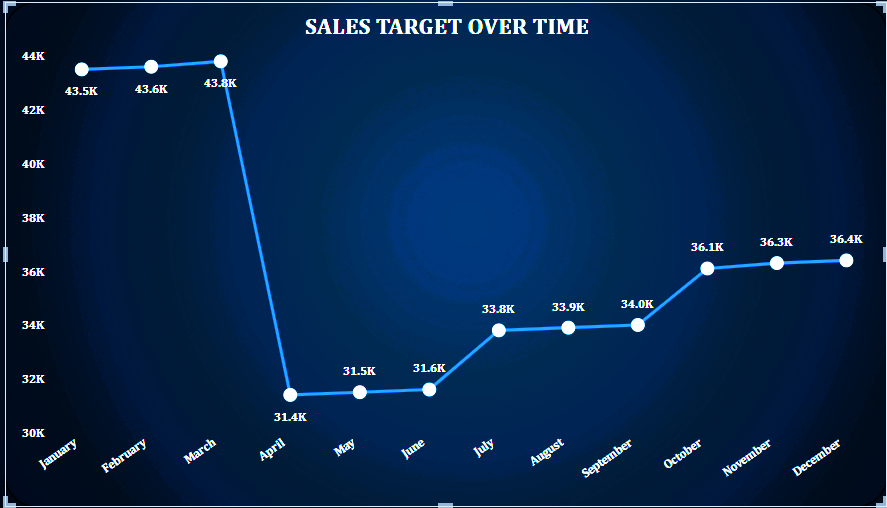 SALES TARGET OVER TIME
44K
42K
40K
38K
36K
34K
32K
30K
43.5K
43.6K
43.8K
31.4K
31.5K
31.6K
33.8K
33.9K
34.0K
36.1K
36.3K
36.4K
January
February
March
April
May
June
July
August
September
October
November
December